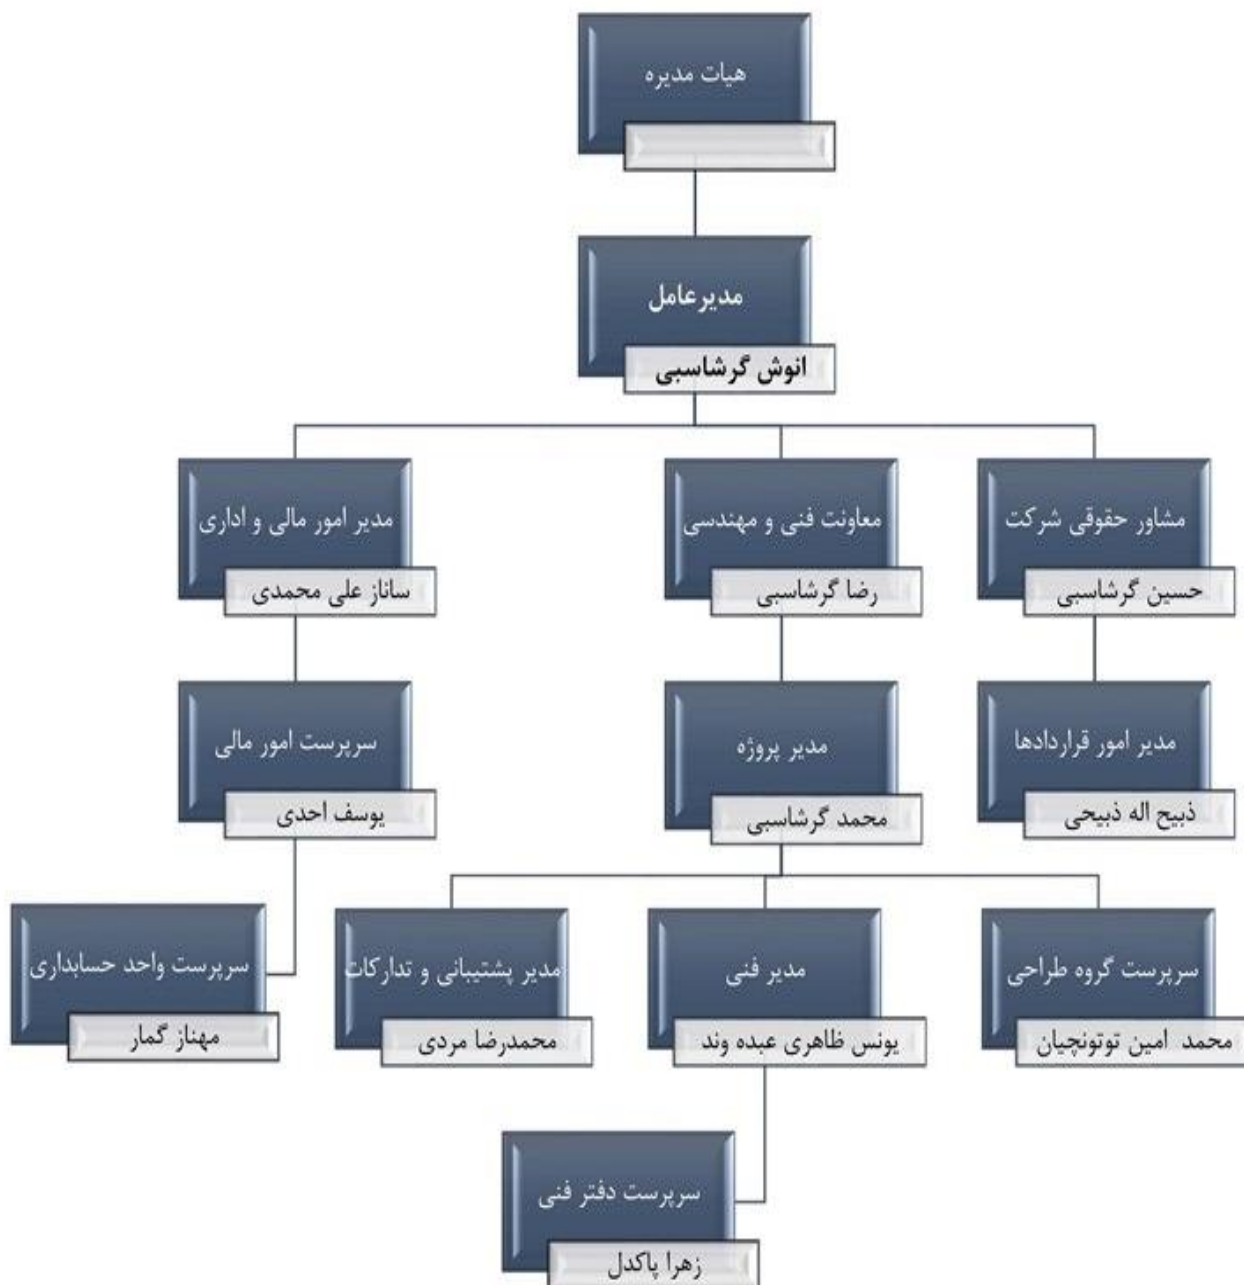 هیات مدیره
مدیرعامل
انوش گرشاسبی
مشاور حقوقی شرکت
حسین گرشاسبی
معاونت فنی و مهندسی
رضا گرشاسبی
مدیر امور مالی و اداری
ساناز علی محمدی
مدیر امور قراردادها
ذبیح اله ذبیحی
مدیر پروژه
محمد گرشاسبی
سرپرست امور مالی
یوسف احدی
سرپرست گروه طراحی
محمد امین توتونچیان
مدیر فنی
یونس ظاهری عبده وند
مدیر پشتیبانی و تدارکات
محمدرضا مردی
سرپرست واحد حسابداری
مهناز گمار
سرپرست دفتر فنی
زهرا پاکدل